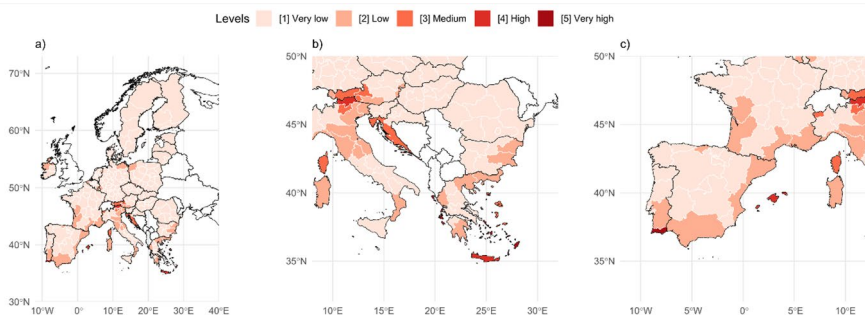 Levels [1] Very low [2] Low [3] Medium [4] High [5] Very high
a)
70°N
60°N
50°N
40°N
30°N
10°W 0° 10°E 20°E 30°E 40°E
b)
50°N
45°N
40°N
35°N
10°E 15°E 20°E 25°E 30°E
c)
50°N
45°N
40°N
35°N
10°W 5°W 0° 5°E 10°E